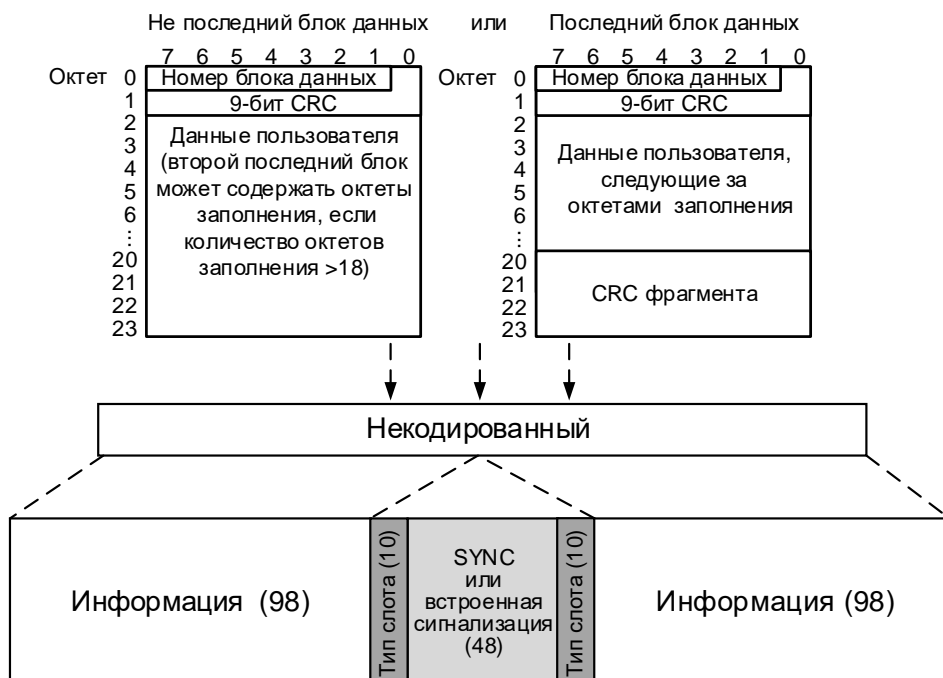 Не последний блок данных или Последний блок данных
7 6 5 4 3 2 1 0 7 6 5 4 3 2 1 0
Октет 0 Номер блока данных Октет 0 Номер блока данных
1 9-бит CRC 1 9-бит CRC
2
3
4
5
6
...
20
21
22
23
Данные пользователя
(второй последний блок
может содержать октеты
заполнения, если
количество октетов
заполнения >18)
2
3
4
5
6
...
20
21
22
23
Данные пользователя,
следующие за
октетами заполнения
CRC фрагмента
Некодированный
Информация (98)
Тип слота (10)
SYNC
или
встроенная
сигнализация
(48)
Тип слота (10)
Информация (98)